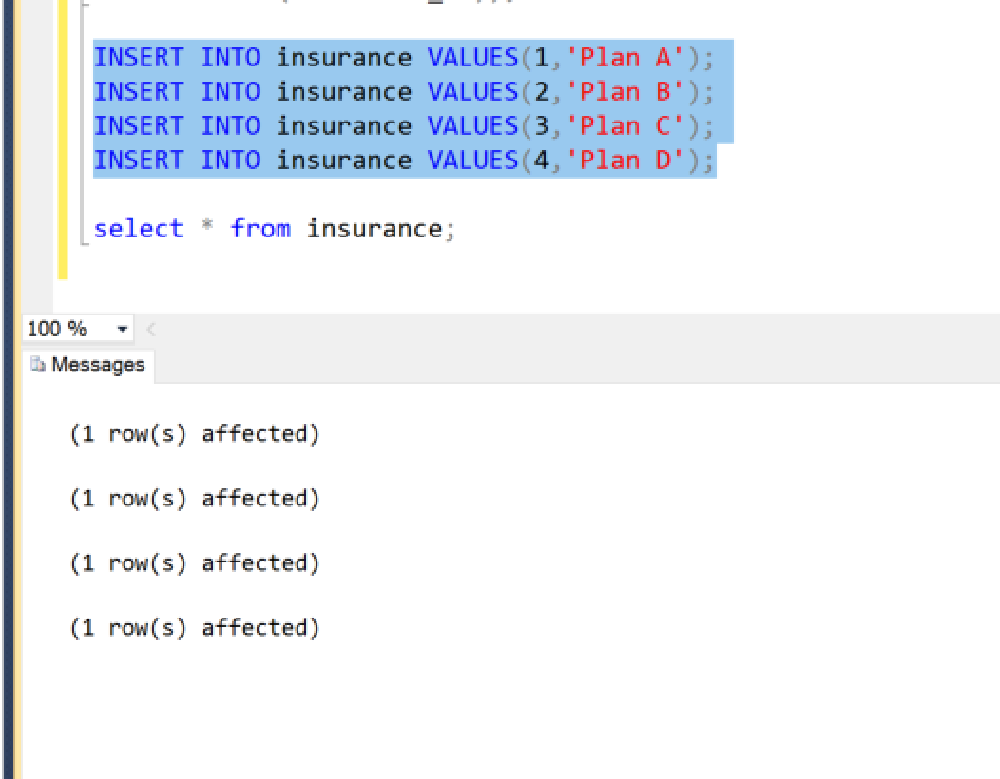 INSERT INTO insurance VALUES(1,'Plan A');
INSERT INTO insurance VALUES(2,'Plan B');
INSERT INTO insurance VALUES(3,'Plan C');
INSERT INTO insurance VALUES(4,'Plan D');
select * from insurance;
100 %
Messages
(1 row(s) affected)
(1 row(s) affected)
(1 row(s) affected)
(1 row(s) affected)